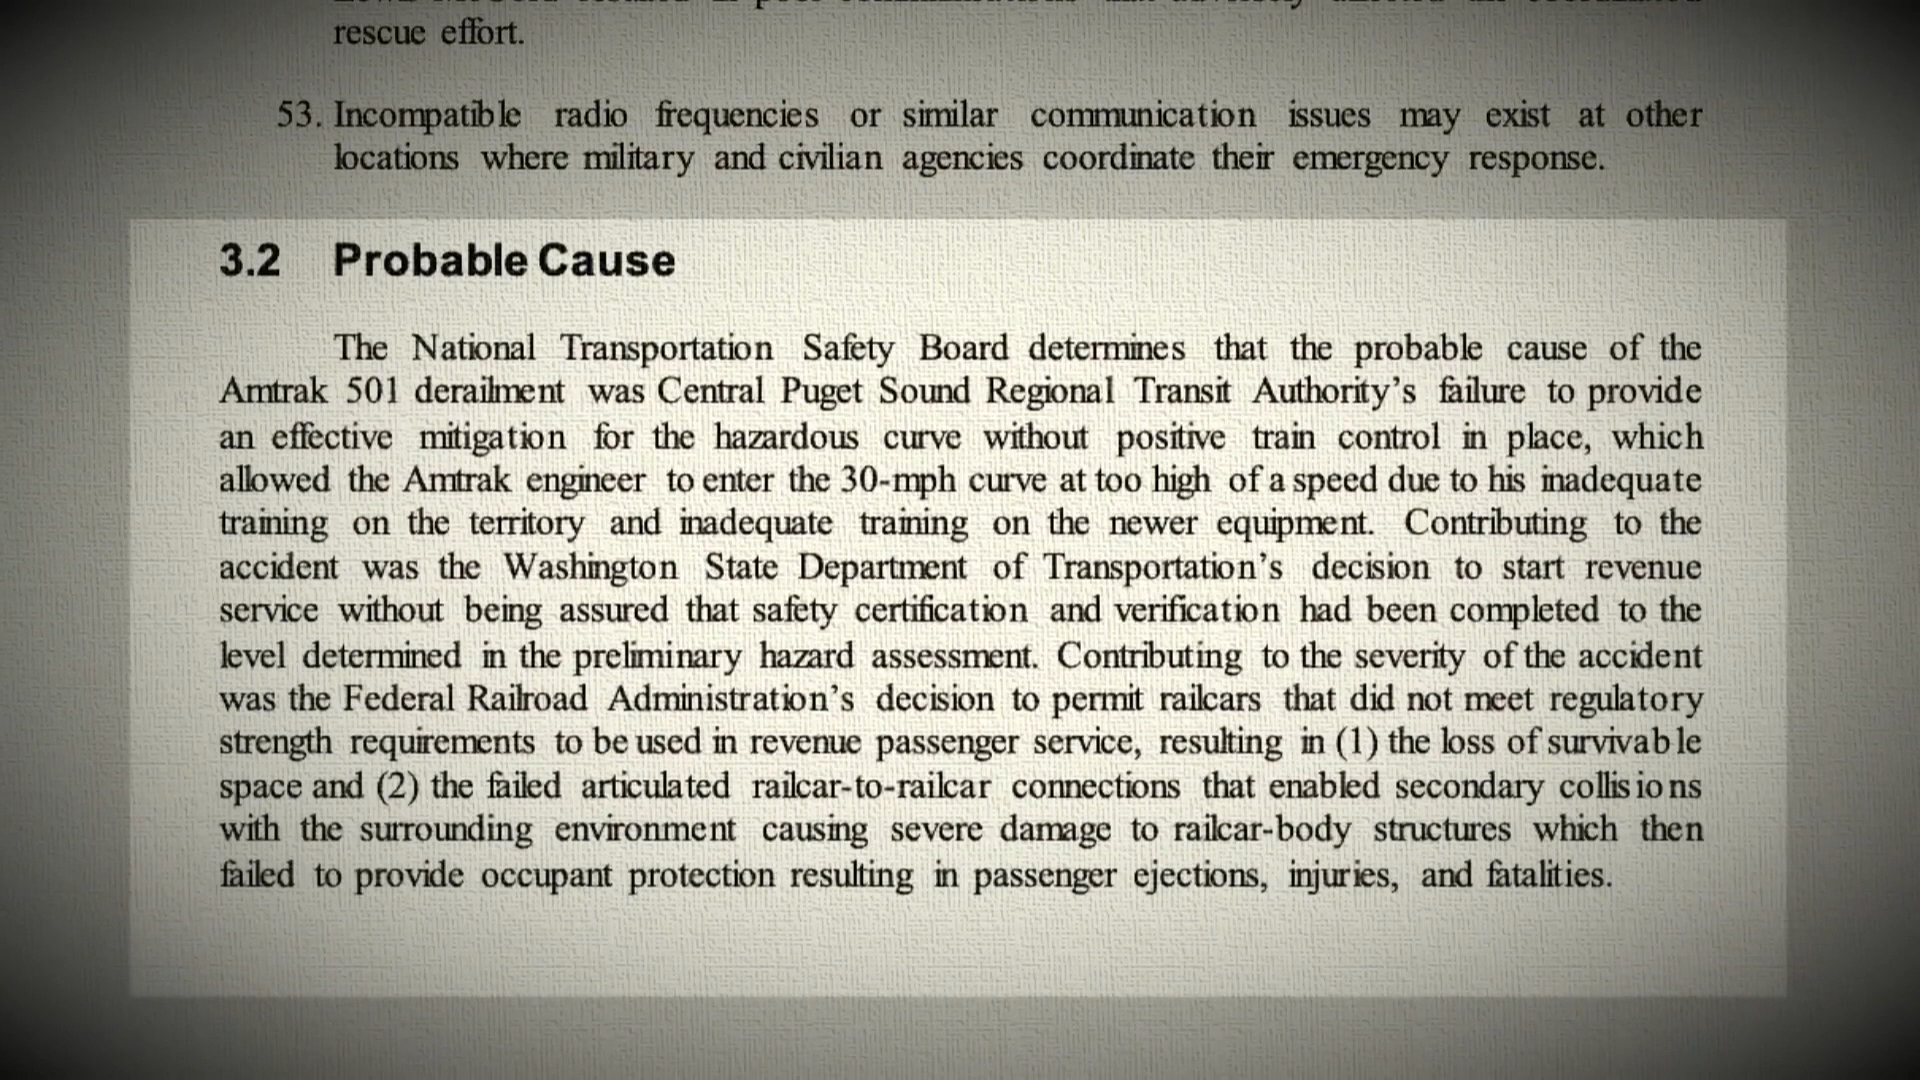 rescue effort.
53. Incompatible radio frequencies or similar communication issues may exist at other
locations where military and civilian agencies coordinate their emergency response.
3.2 Probable Cause
The National Transportation Safety Board determines that the probable cause of the
Amtrak 501 derailment was Central Puget Sound Regional Transit Authority's failure to provide
an effective mitigation for the hazardous curve without positive train control in place, which
allowed the Amtrak engineer to enter the 30-mph curve at too high of a speed due to his inadequate
training on the territory and inadequate training on the newer equipment. Contributing to the
accident was the Washington State Department of Transportation's decision to start revenue
service without being assured that safety certification and verification had been completed to the
level determined in the preliminary hazard assessment. Contributing to the severity of the accident
was the Federal Railroad Administration's decision to permit railcars that did not meet regulatory
strength requirements to be used in revenue passenger service, resulting in (1) the loss of survivable
space and (2) the failed articulated railcar-to-railcar connections that enabled secondary collisions
with the surrounding environment causing severe damage to railcar-body structures which then
failed to provide occupant protection resulting in passenger ejections, injuries, and fatalities.